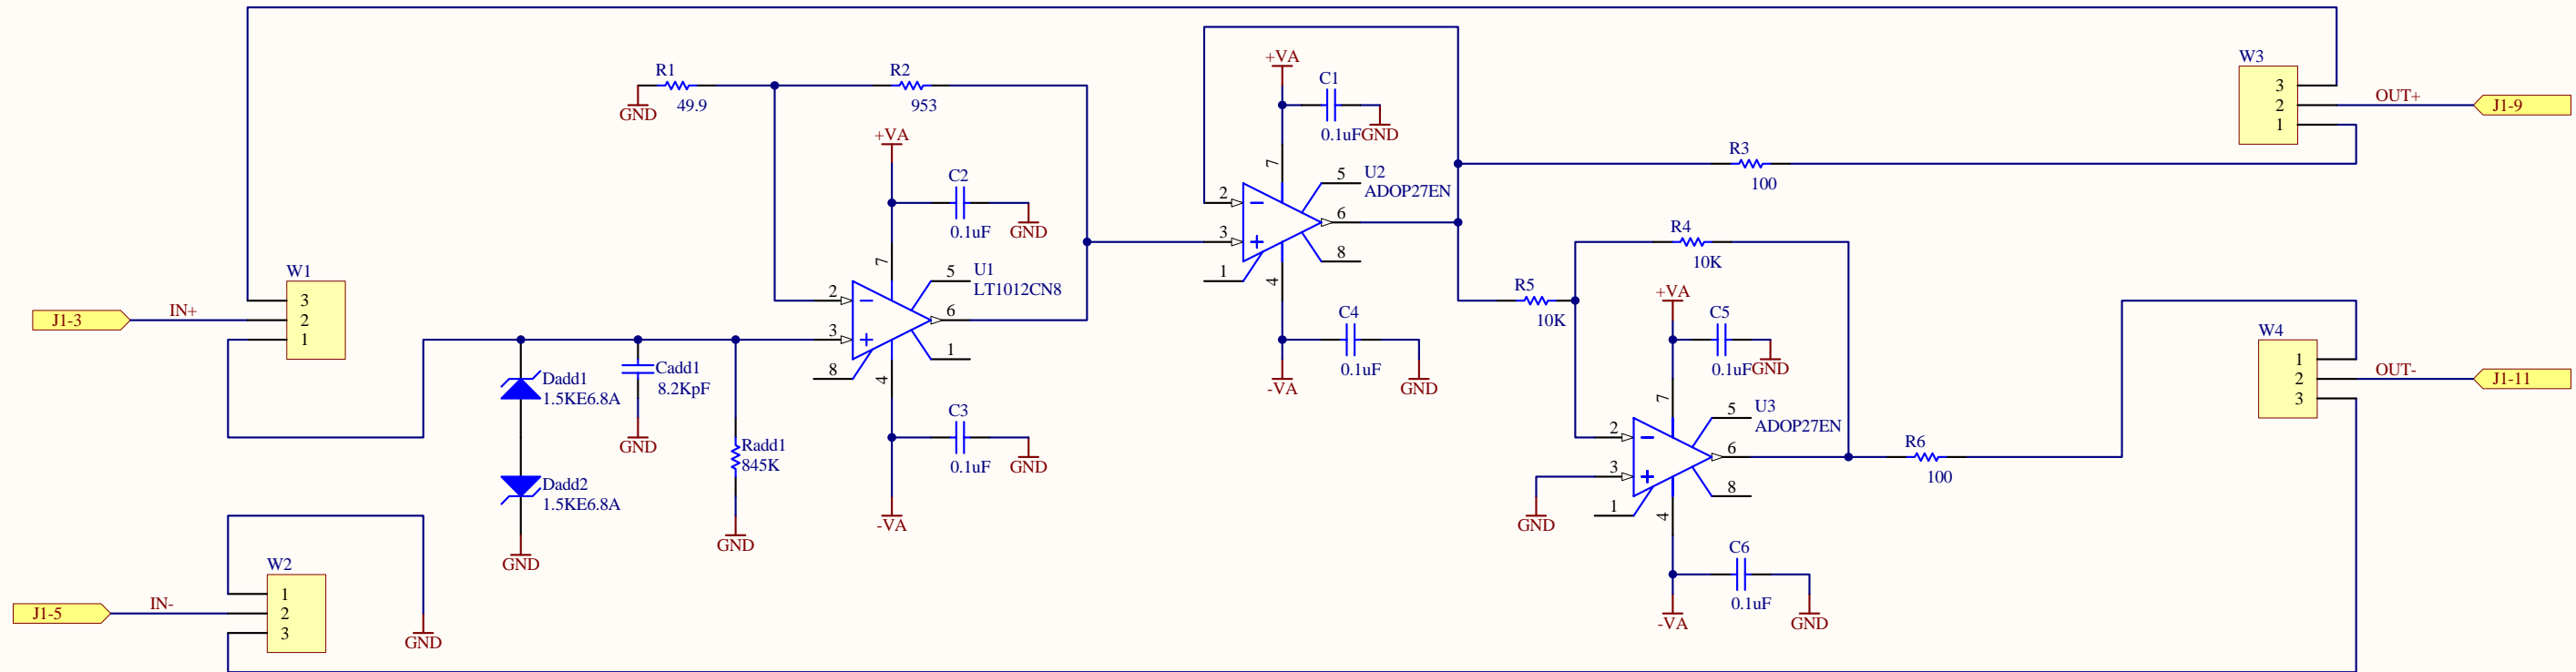 R1
49.9
GND
R2
953
+VA
C2
0.1uF
GND
7
2
3
8
4
5
6
1
U1
LT1012CN8
C3
0.1uF
GND
-VA
W1
3
2
1
J1-3
IN+
Dadd1
1.5KE6.8A
Dadd2
1.5KE6.8A
GND
Cadd1
8.2KpF
GND
Radd1
845K
GND
W2
1
2
3
J1-5
IN-
GND
+VA
C1
0.1uF
GND
7
2
3
1
4
5
6
8
U2
ADOP27EN
C4
0.1uF
GND
-VA
R3
100
R4
10K
R5
10K
+VA
C5
0.1uF
GND
7
2
3
1
4
5
6
8
U3
ADOP27EN
GND
C6
0.1uF
GND
-VA
R6
100
W3
3
2
1
OUT+
J1-9
W4
1
2
3
OUT-
J1-11